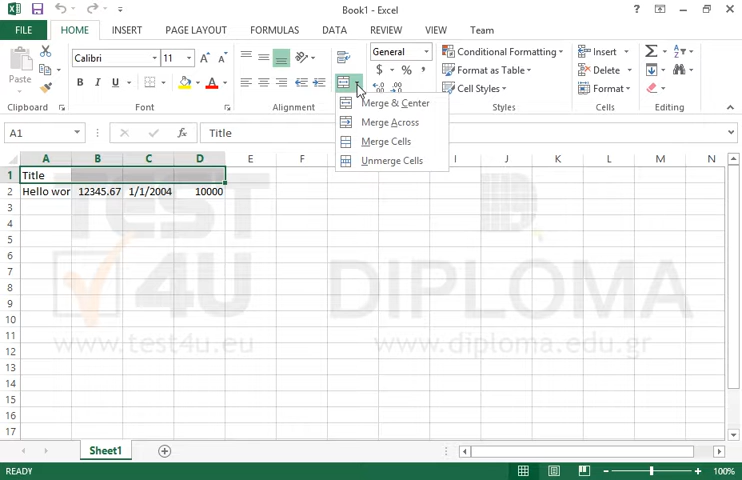 Book1 - Excel
FILE HOME INSERT PAGE LAYOUT FORMULAS DATA REVIEW VIEW Team
Paste
Calibri 11 A A
B I U A
General
$ % ,
Conditional Formatting
Format as Table
Cell Styles
Insert
Delete
Format
Clipboard Font Alignment Styles Cells Editing
Merge & Center
Merge Across
Merge Cells
Unmerge Cells
A1 fx Title
A B C D E F I J K L M N
1 Title
2 Hello wor 12345.67 1/1/2004 10000
3
4
5
6
7
8
9
10
11
12
13
14
15
16
17
TEST 4U
DIPLOMA
www.test4u.eu www.diploma.edu.gr
Sheet1
READY 100%